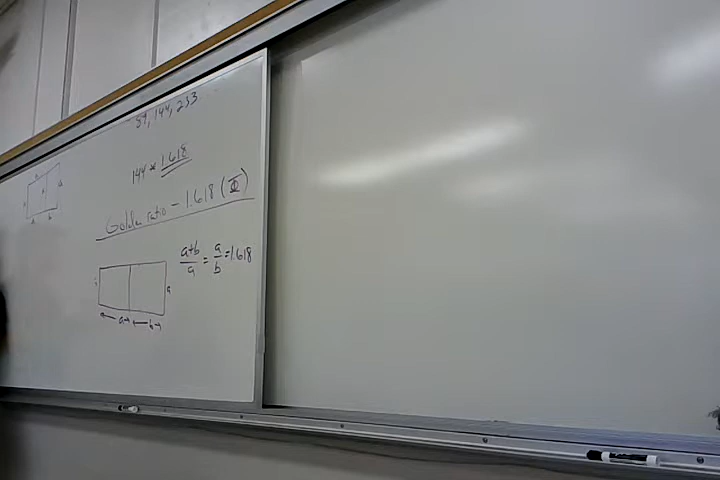 89, 144, 233
144 * 1.618
Golden ratio - 1.618 (Φ)
a+b/a = a/b = 1.618
a
a b